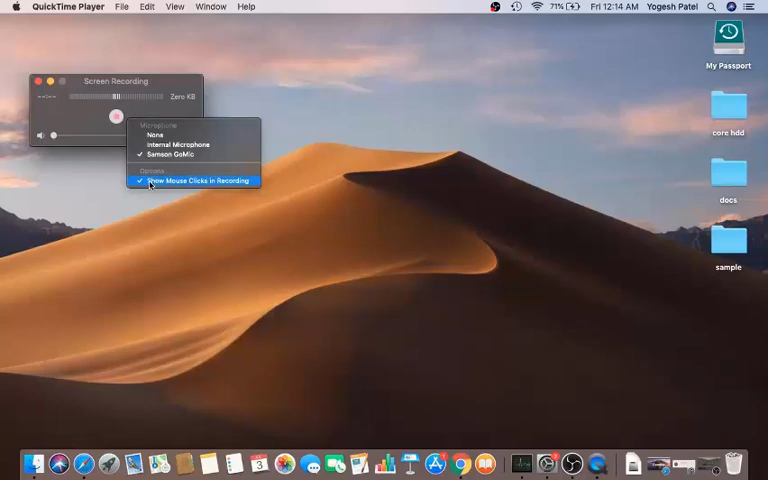 QuickTime Player File Edit View Window Help 71% Fri 12:14 AM Yogesh Patel
My Passport
Screen Recording
--:-- Zero KB
Microphone
None
Internal Microphone
Samson GoMic
Options
Show Mouse Clicks in Recording
core hdd
docs
sample
3